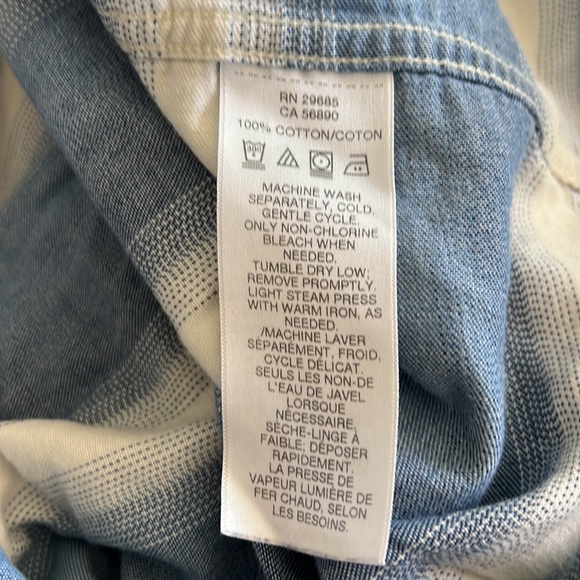 RN 29685
CA 56890
100% COTTON/COTON
MACHINE WASH
SEPARATELY, COLD,
GENTLE CYCLE.
ONLY NON-CHLORINE
BLEACH WHEN
NEEDED.
TUMBLE DRY LOW;
REMOVE PROMPTLY.
LIGHT STEAM PRESS
WITH WARM IRON, AS
NEEDED.
/MACHINE LAVER
SÉPARÉMENT, FROID,
CYCLE DÉLICAT.
SEULS LES NON-DE
L'EAU DE JAVEL
LORSQUE
NÉCESSAIRE.
SÈCHE-LINGE À
FAIBLE; DÉPOSER
RAPIDEMENT.
LA PRESSE DE
VAPEUR LUMIÈRE DE
FER CHAUD, SELON
LES BESOINS.